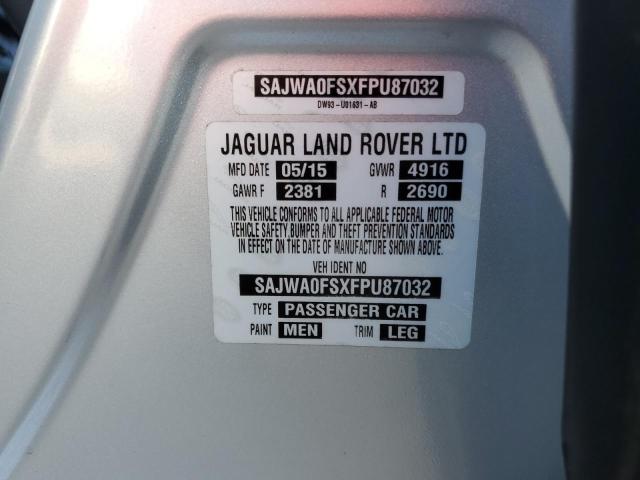 SAJWA0FSXFPU87032
DW93-U01631-AB
JAGUAR LAND ROVER LTD
MFD DATE 05/15 GVWR 4916
GAWR F 2381 R 2690
THIS VEHICLE CONFORMS TO ALL APPLICABLE FEDERAL MOTOR
VEHICLE SAFETY, BUMPER AND THEFT PREVENTION STANDARDS
IN EFFECT ON THE DATE OF MANUFACTURE SHOWN ABOVE.
VEH IDENT NO
SAJWA0FSXFPU87032
TYPE PASSENGER CAR
PAINT MEN TRIM LEG